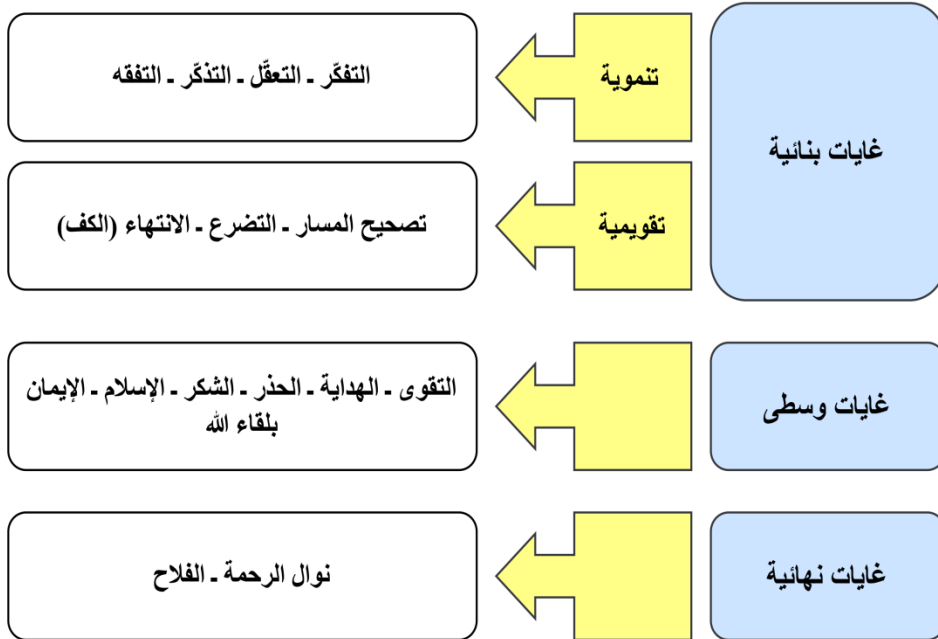 غايات بنائية
تنموية
التفكّر ـ التعقّل ـ التذكّر ـ التفقه
تقويمية
تصحيح المسار ـ التضرع ـ الانتهاء (الكف)
غايات وسطى
التقوى ـ الهداية ـ الحذر ـ الشكر ـ الإسلام ـ الإيمان
بلقاء الله
غايات نهائية
نوال الرحمة ـ الفلاح